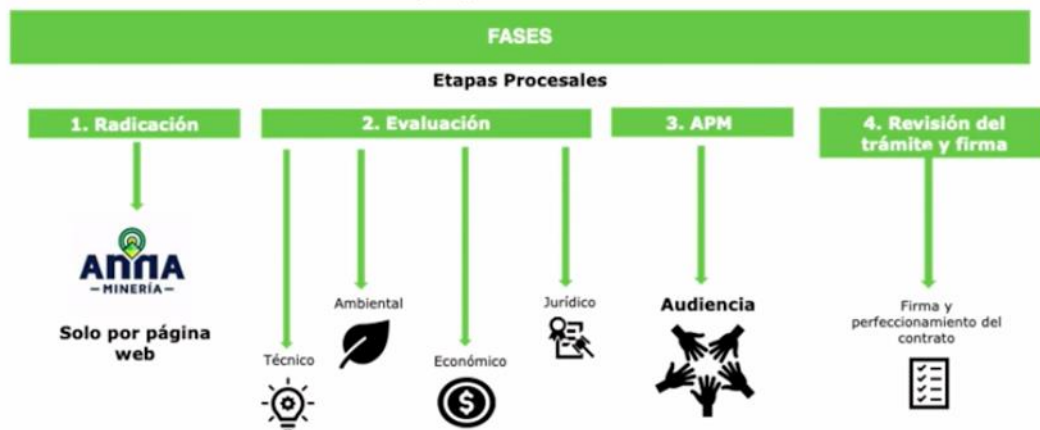 FASES
Etapas Procesales
1. Radicación
2. Evaluación
3. APM
4. Revisión del
trámite y firma
ANNA
—MINERÍA—
Solo por página
web
Técnico
Ambiental
Económico
Jurídico
Audiencia
Firma y
perfeccionamiento del
contrato